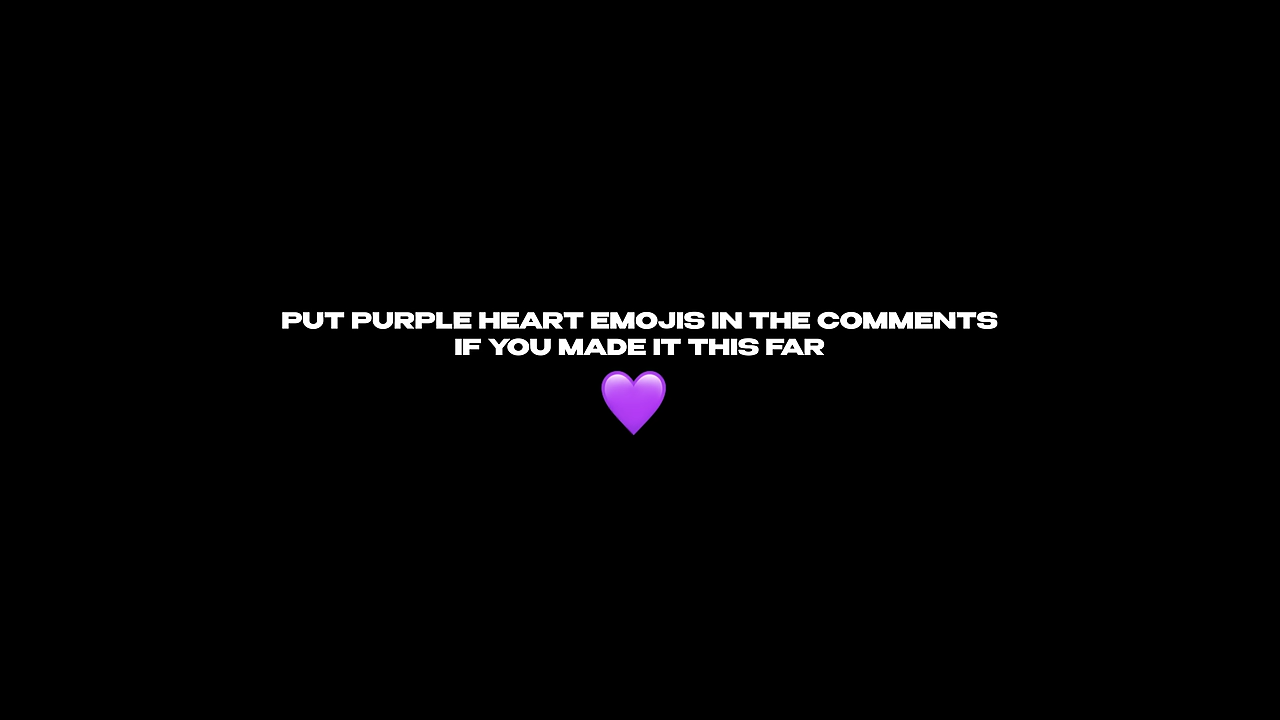 PUT PURPLE HEART EMOJIS IN THE COMMENTS
IF YOU MADE IT THIS FAR
💜